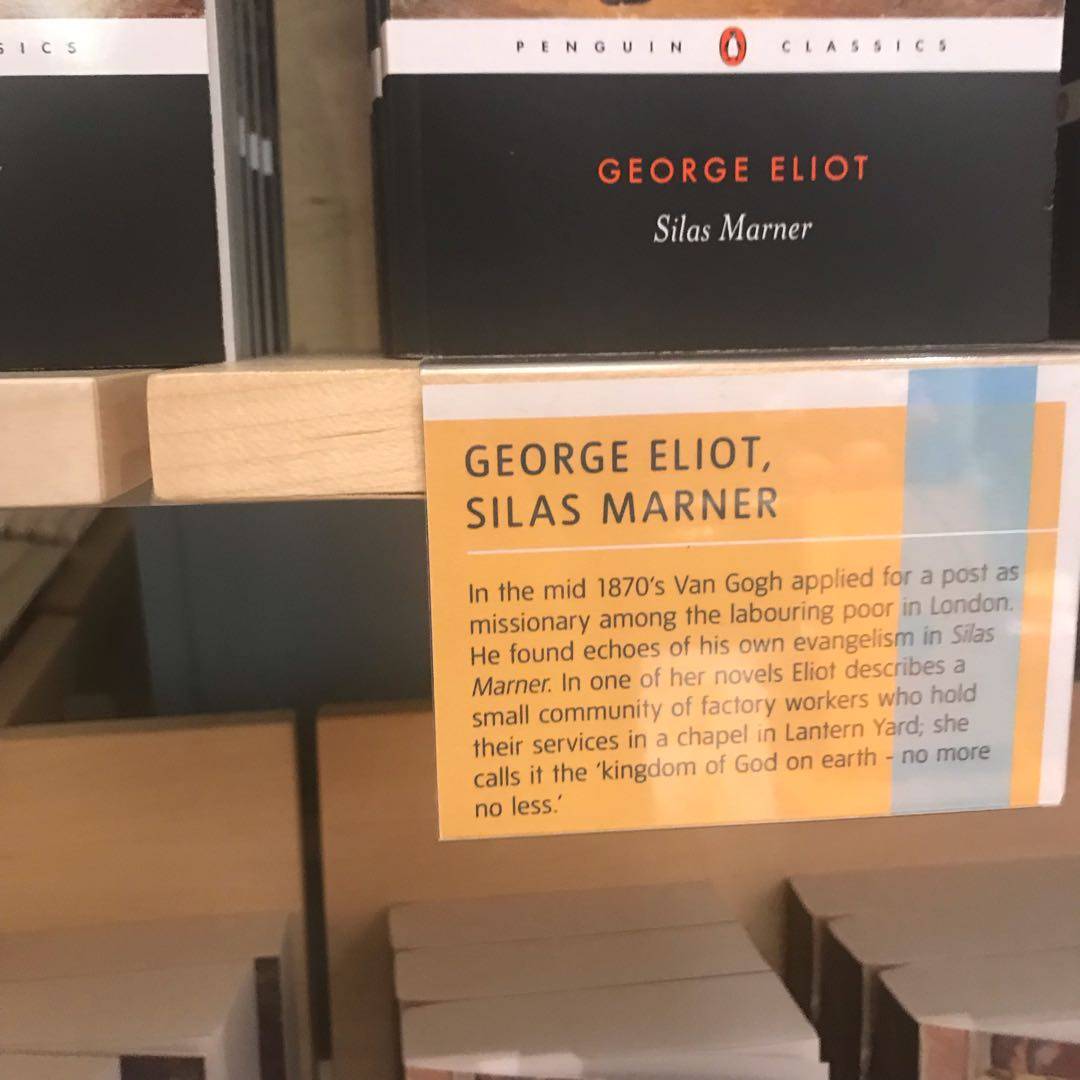 SICS
PENGUIN CLASSICS
GEORGE ELIOT
Silas Marner
GEORGE ELIOT,
SILAS MARNER
In the mid 1870's Van Gogh applied for a post as
missionary among the labouring poor in London.
He found echoes of his own evangelism in Silas
Marner. In one of her novels Eliot describes a
small community of factory workers who hold
their services in a chapel in Lantern Yard; she
calls it the 'kingdom of God on earth - no more
no less.'